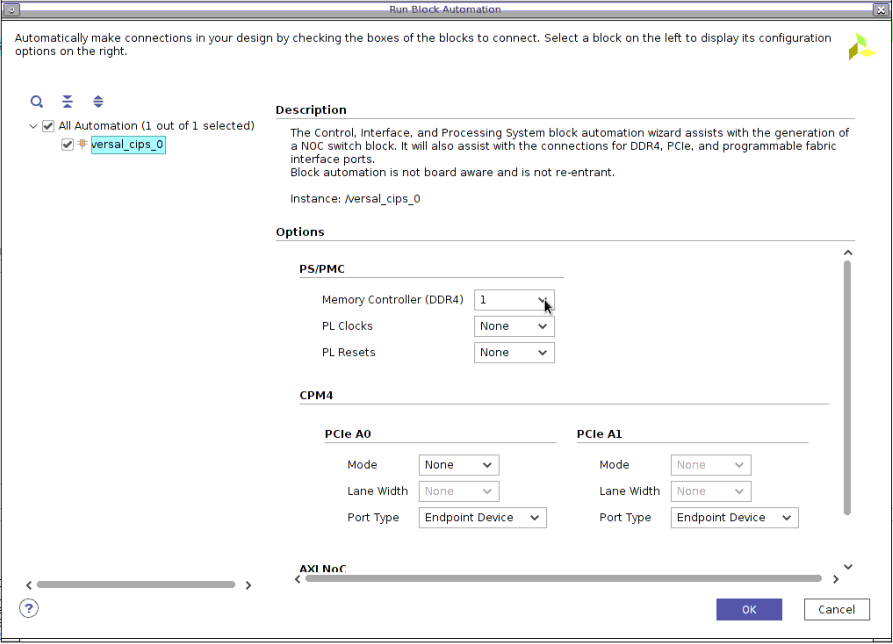 Run Block Automation
Automatically make connections in your design by checking the boxes of the blocks to connect. Select a block on the left to display its configuration
options on the right.
All Automation (1 out of 1 selected)
versal_cips_0
Description
The Control, Interface, and Processing System block automation wizard assists with the generation of
a NOC switch block. It will also assist with the connections for DDR4, PCIe, and programmable fabric
interface ports.
Block automation is not board aware and is not re-entrant.
Instance: /versal_cips_0
Options
PS/PMC
Memory Controller (DDR4) 1
PL Clocks None
PL Resets None
CPM4
PCIe A0 PCIe A1
Mode None Mode None
Lane Width None Lane Width None
Port Type Endpoint Device Port Type Endpoint Device
AXI NoC
? OK Cancel